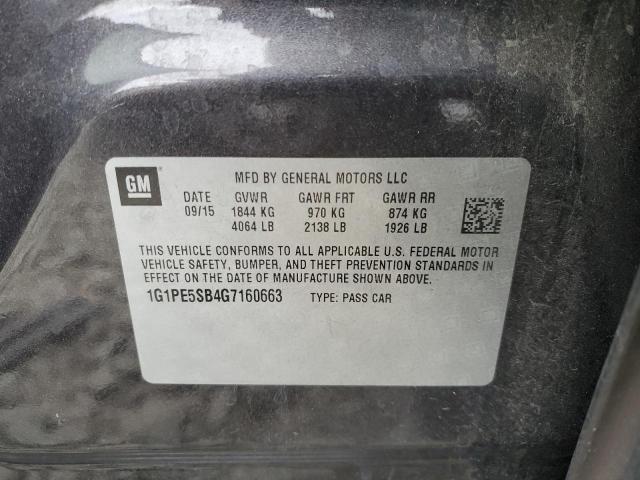 GM
MFD BY GENERAL MOTORS LLC
DATE GVWR GAWR FRT GAWR RR
09/15 1844 KG 970 KG 874 KG
4064 LB 2138 LB 1926 LB
THIS VEHICLE CONFORMS TO ALL APPLICABLE U.S. FEDERAL MOTOR
VEHICLE SAFETY, BUMPER, AND THEFT PREVENTION STANDARDS IN
EFFECT ON THE DATE OF MANUFACTURE SHOWN ABOVE.
1G1PE5SB4G7160663 TYPE: PASS CAR